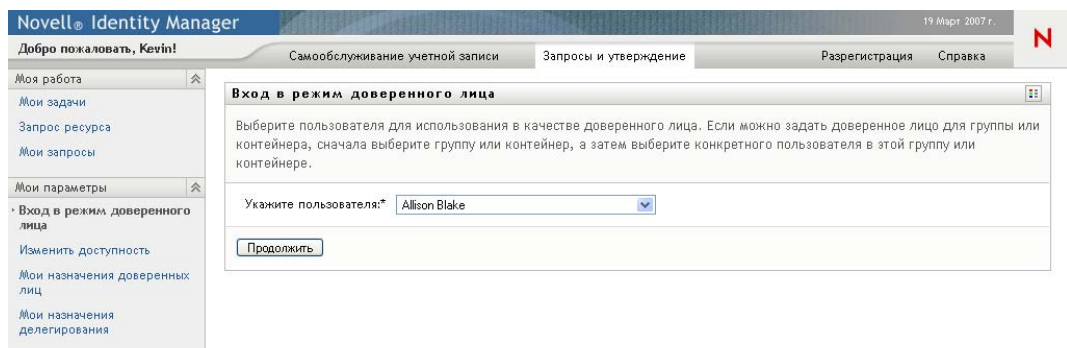 Novell® Identity Manager
19 Март 2007 г.
Добро пожаловать, Kevin!
Самообслуживание учетной записи
Запросы и утверждение
Разрегистрация
Справка
N
Моя работа
Мои задачи
Запрос ресурса
Мои запросы
Мои параметры
Вход в режим доверенного
лица
Изменить доступность
Мои назначения доверенных
лиц
Мои назначения
делегирования
Вход в режим доверенного лица
Выберите пользователя для использования в качестве доверенного лица. Если можно задать доверенное лицо для группы или
контейнера, сначала выберите группу или контейнер, а затем выберите конкретного пользователя в этой группу или
контейнере.
Укажите пользователя:* Allison Blake
Продолжить